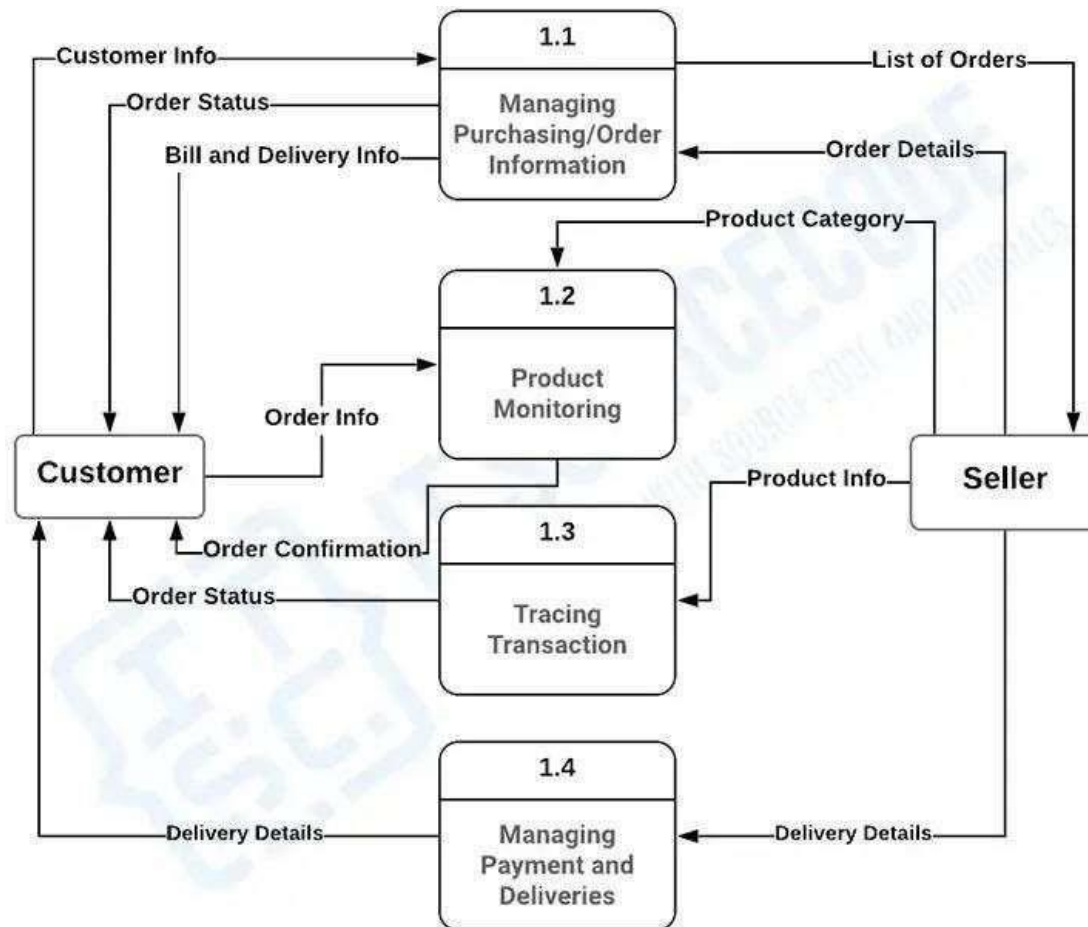 1.1
Customer Info
List of Orders
Order Status
Managing
Purchasing/Order
Information
Bill and Delivery Info
Order Details
Product Category
1.2
Product
Monitoring
Order Info
Customer
Seller
Product Info
1.3
Order Confirmation
Order Status
Tracing
Transaction
1.4
Delivery Details
Managing
Payment and
Deliveries
Delivery Details